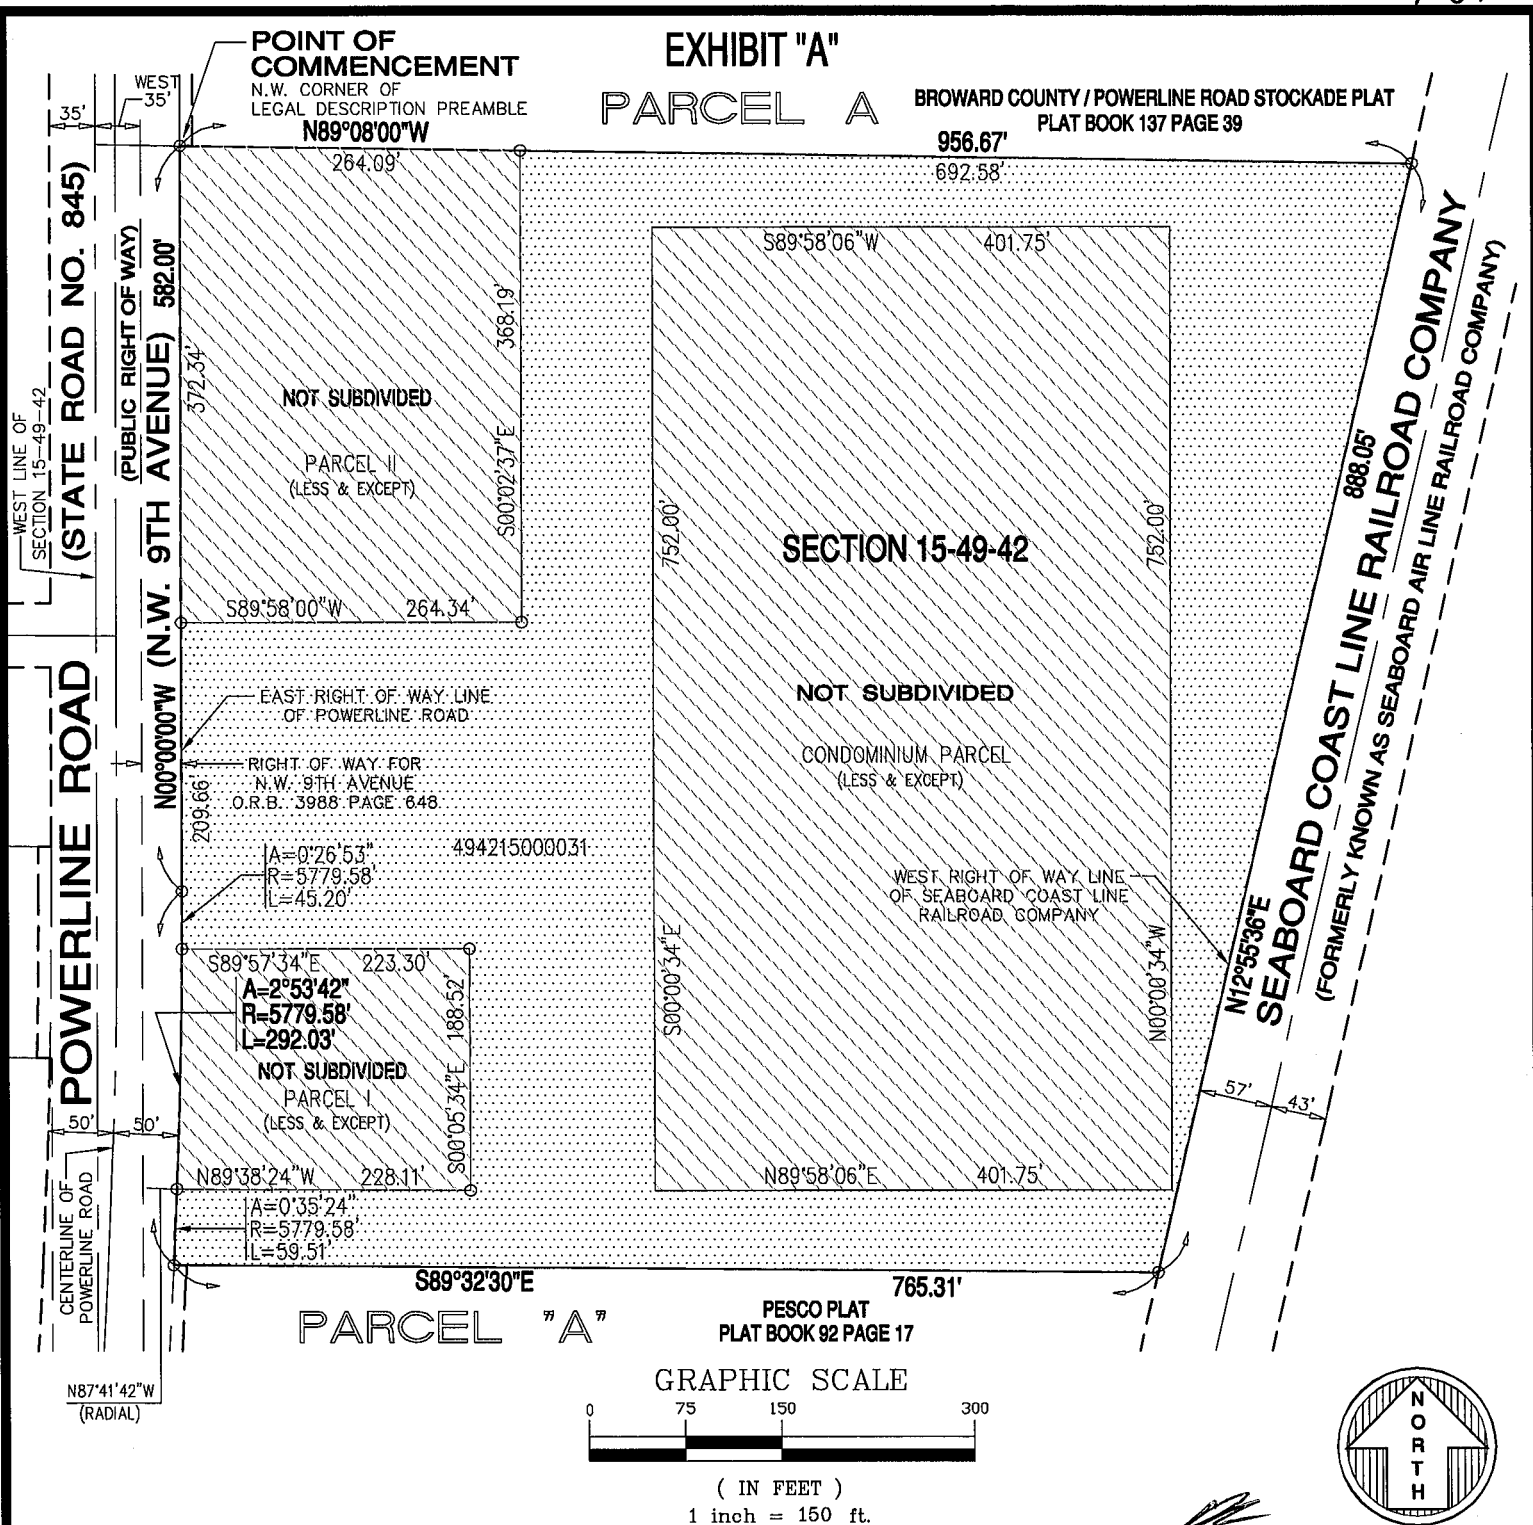 EXHIBIT "A"
POINT OF
COMMENCEMENT
N.W. CORNER OF
LEGAL DESCRIPTION PREAMBLE
PARCEL A
BROWARD COUNTY / POWERLINE ROAD STOCKADE PLAT
PLAT BOOK 137 PAGE 39
WEST
35'
35'
N89°08'00"W
956.67'
264.09'
692.58'
S89°58'06"W 401.75'
368.19'
S00°02'37"E
372.34'
NOT SUBDIVIDED
PARCEL II
(LESS & EXCEPT)
S89°58'00"W 264.34'
WEST LINE OF
SECTION 15-49-42
POWERLINE ROAD (STATE ROAD NO. 845)
(PUBLIC RIGHT OF WAY)
N00°00'00"W (N.W. 9TH AVENUE) 582.00'
752.00'
752.00'
SECTION 15-49-42
NOT SUBDIVIDED
CONDOMINIUM PARCEL
(LESS & EXCEPT)
888.05'
SEABOARD COAST LINE RAILROAD COMPANY
(FORMERLY KNOWN AS SEABOARD AIR LINE RAILROAD COMPANY)
N12°55'36"E
EAST RIGHT OF WAY LINE
OF POWERLINE ROAD
RIGHT OF WAY FOR
N.W. 9TH AVENUE
O.R.B. 3988 PAGE 648
209.66
A=0°26'53"
R=5779.58'
L=45.20'
494215000031
WEST RIGHT OF WAY LINE
OF SEABOARD COAST LINE
RAILROAD COMPANY
S00°00'34"E
N00°00'34"W
S89°57'34"E 223.30'
A=2°53'42"
R=5779.58'
L=292.03'
NOT SUBDIVIDED
PARCEL I
(LESS & EXCEPT)
S00°05'34"E 188.52'
N89°38'24"W 228.11'
N89°58'06"E 401.75'
57'
43'
50'
50'
CENTERLINE OF
POWERLINE ROAD
A=0°35'24"
R=5779.58'
L=59.51'
S89°32'30"E
765.31'
PARCEL "A"
PESCO PLAT
PLAT BOOK 92 PAGE 17
N87°41'42"W
(RADIAL)
GRAPHIC SCALE
0 75 150 300
( IN FEET )
1 inch = 150 ft.
NORTH